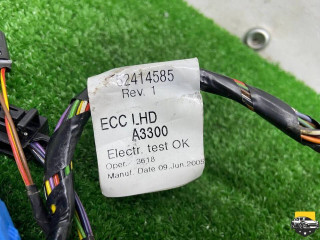 52414585
Rev. 1
ECC LHD
A3300
Electr. test OK
Oper. 3618
Manuf. Date 09.Jun.2005